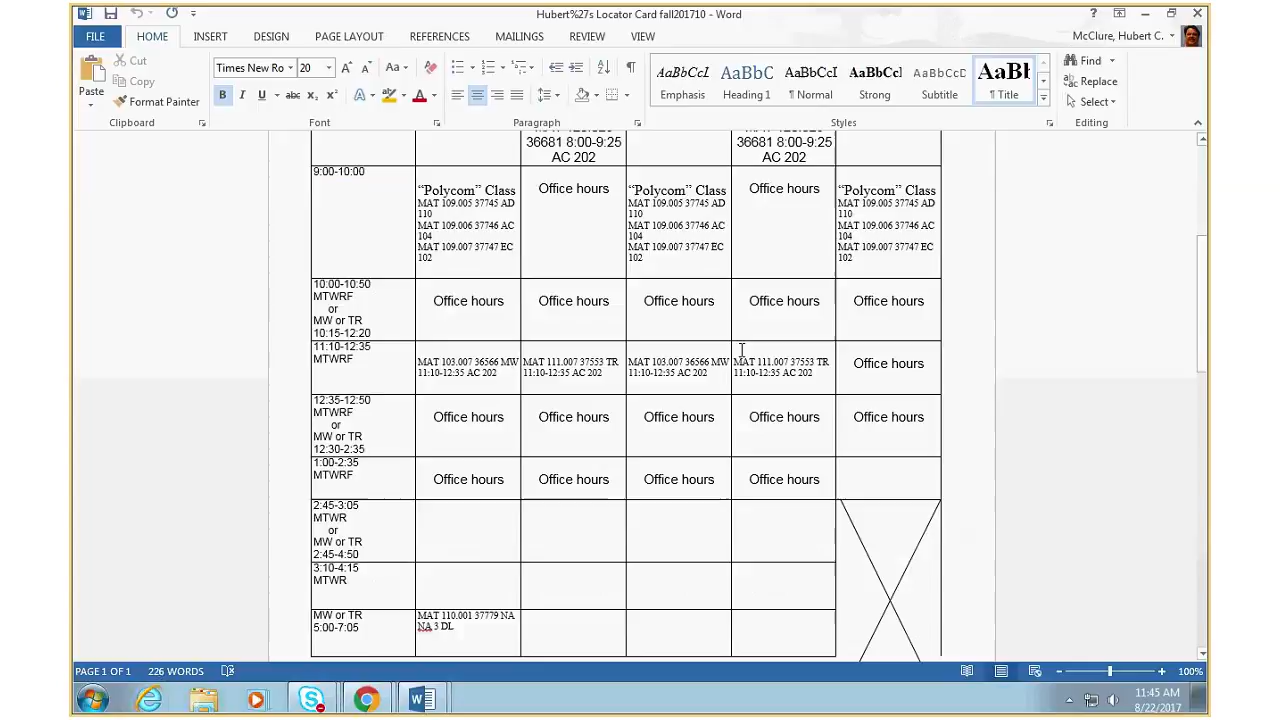 Hubert%27s Locator Card fall201710 - Word
?
FILE
HOME
INSERT
DESIGN
PAGE LAYOUT
REFERENCES
MAILINGS
REVIEW
VIEW
McClure, Hubert C.
Paste
Cut
Copy
Format Painter
Clipboard
Times New Ro
20
Aa
B I U abc x₂ x²
Font
Paragraph
AaBbCcI
Emphasis
AaBbC
Heading 1
AaBbCcI
¶ Normal
AaBbCcI
Strong
AaBbCcD
Subtitle
AaBb
¶ Title
Styles
Find
Replace
Select
Editing
36681 8:00-9:25
AC 202
36681 8:00-9:25
AC 202
9:00-10:00
“Polycom” Class
MAT 109.005 37745 AD
110
MAT 109.006 37746 AC
104
MAT 109.007 37747 EC
102
Office hours
“Polycom” Class
MAT 109.005 37745 AD
110
MAT 109.006 37746 AC
104
MAT 109.007 37747 EC
102
Office hours
“Polycom” Class
MAT 109.005 37745 AD
110
MAT 109.006 37746 AC
104
MAT 109.007 37747 EC
102
10:00-10:50
MTWRF
or
MW or TR
10:15-12:20
Office hours
Office hours
Office hours
Office hours
Office hours
11:10-12:35
MTWRF
MAT 103.007 36566 MW
11:10-12:35 AC 202
MAT 111.007 37553 TR
11:10-12:35 AC 202
MAT 103.007 36566 MW
11:10-12:35 AC 202
MAT 111.007 37553 TR
11:10-12:35 AC 202
Office hours
12:35-12:50
MTWRF
or
MW or TR
12:30-2:35
Office hours
Office hours
Office hours
Office hours
Office hours
1:00-2:35
MTWRF
Office hours
Office hours
Office hours
Office hours
2:45-3:05
MTWR
or
MW or TR
2:45-4:50
3:10-4:15
MTWR
MW or TR
5:00-7:05
MAT 110.001 37779 NA
NA 3 DL
PAGE 1 OF 1
226 WORDS
100%
11:45 AM
8/22/2017